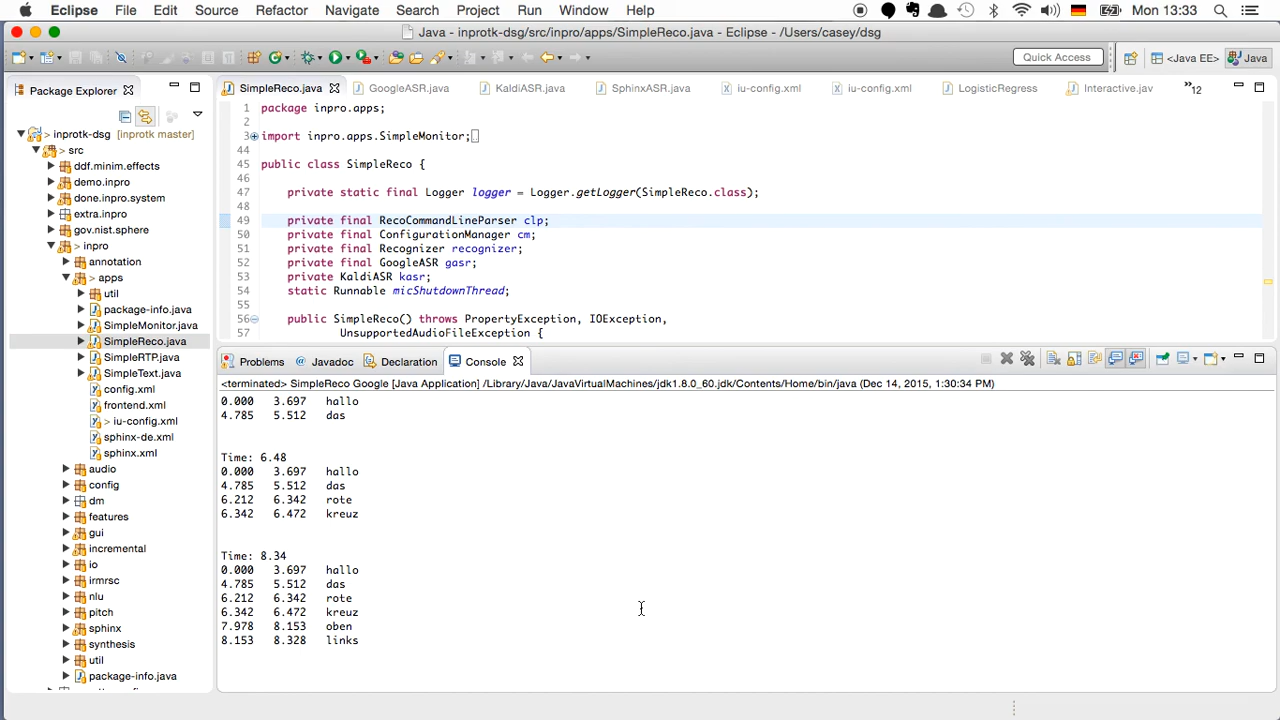 Eclipse File Edit Source Refactor Navigate Search Project Run Window Help Mon 13:33
Java - inprotk-dsg/src/inpro/apps/SimpleReco.java - Eclipse - /Users/casey/dsg
Quick Access Java EE> Java
Package Explorer
> inprotk-dsg [inprotk master]
> src
ddf.minim.effects
demo.inpro
done.inpro.system
extra.inpro
gov.nist.sphere
> inpro
annotation
> apps
util
package-info.java
SimpleMonitor.java
SimpleReco.java
SimpleRTP.java
SimpleText.java
config.xml
frontend.xml
> iu-config.xml
sphinx-de.xml
sphinx.xml
audio
config
dm
features
gui
incremental
io
irmrsc
nlu
pitch
sphinx
synthesis
util
package-info.java
SimpleReco.java GoogleASR.java KaldiASR.java SphinxASR.java iu-config.xml iu-config.xml LogisticRegress Interactive.jav »12
1 package inpro.apps;
2
3 import inpro.apps.SimpleMonitor;
44
45 public class SimpleReco {
46
47 private static final Logger logger = Logger.getLogger(SimpleReco.class);
48
49 private final RecoCommandLineParser clp;
50 private final ConfigurationManager cm;
51 private final Recognizer recognizer;
52 private final GoogleASR gasr;
53 private KaldiASR kasr;
54 static Runnable micShutdownThread;
55
56 public SimpleReco() throws PropertyException, IOException,
57 UnsupportedAudioFileException {
Problems @ Javadoc Declaration Console
<terminated> SimpleReco Google [Java Application] /Library/Java/JavaVirtualMachines/jdk1.8.0_60.jdk/Contents/Home/bin/java (Dec 14, 2015, 1:30:34 PM)
0.000 3.697 hallo
4.785 5.512 das
Time: 6.48
0.000 3.697 hallo
4.785 5.512 das
6.212 6.342 rote
6.342 6.472 kreuz
Time: 8.34
0.000 3.697 hallo
4.785 5.512 das
6.212 6.342 rote
6.342 6.472 kreuz
7.978 8.153 oben
8.153 8.328 links